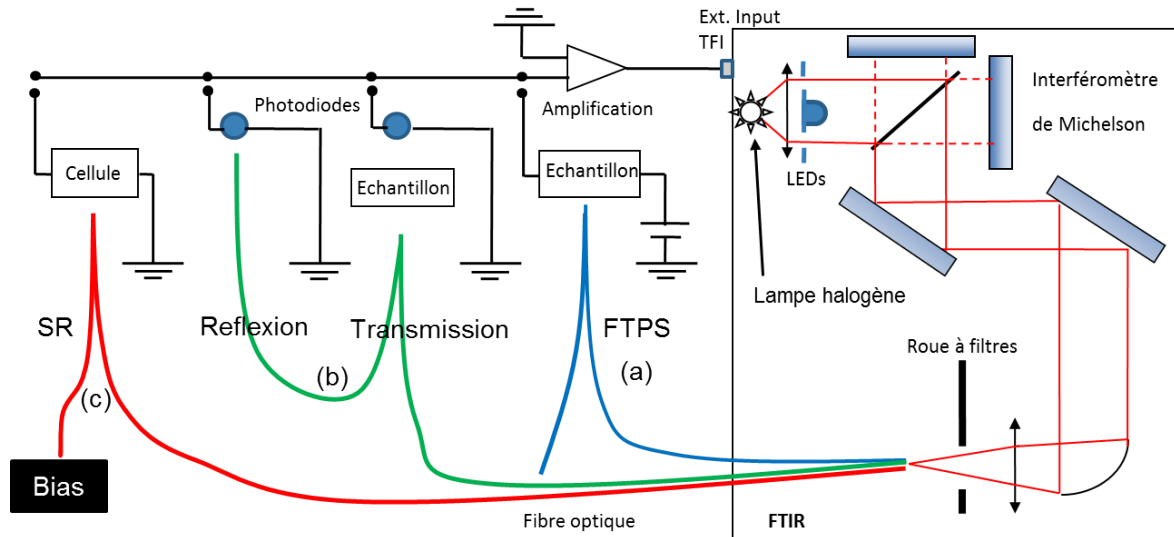 Ext. Input
TFI
Photodiodes
Amplification
Interféromètre
de Michelson
LEDs
Cellule
Echantillon
Echantillon
Lampe halogène
SR
Reflexion
Transmission
FTPS
(a)
(b)
(c)
Roue à filtres
Bias
Fibre optique
FTIR